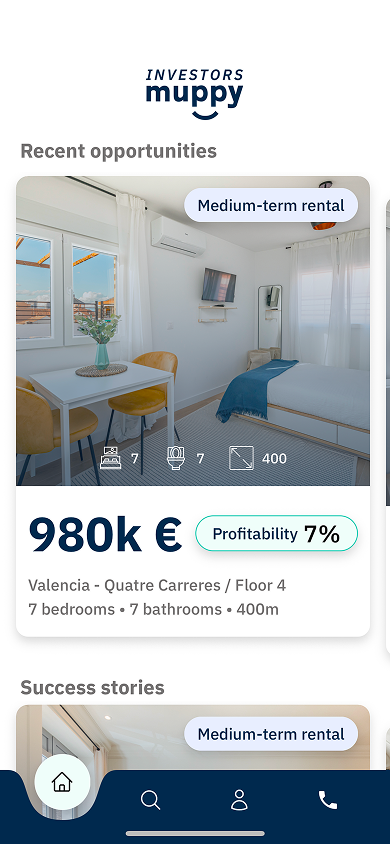 INVESTORS
muppy
Recent opportunities
Medium-term rental
7 7 400
980k €
Profitability 7%
Valencia - Quatre Carreres / Floor 4
7 bedrooms • 7 bathrooms • 400m
Success stories
Medium-term rental